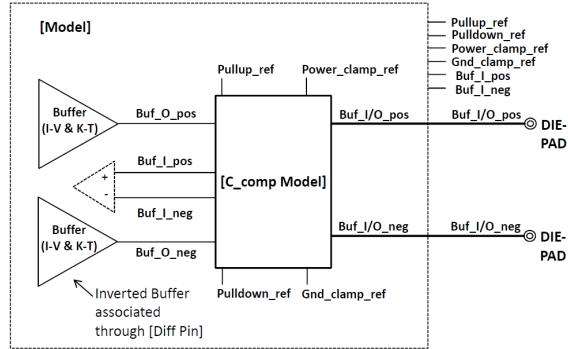 [Model]
Pullup_ref
Pulldown_ref
Power_clamp_ref
Gnd_clamp_ref
Buf_I_pos
Buf_I_neg
Pullup_ref
Power_clamp_ref
Buffer
(I-V & K-T)
Buf_O_pos
Buf_I/O_pos
Buf_I/O_pos
DIE-
PAD
Buf_I_pos
+
-
[C_comp Model]
Buf_I_neg
Buffer
(I-V & K-T)
Buf_O_neg
Buf_I/O_neg
Buf_I/O_neg
DIE-
PAD
Pulldown_ref
Gnd_clamp_ref
Inverted Buffer
associated
through [Diff Pin]